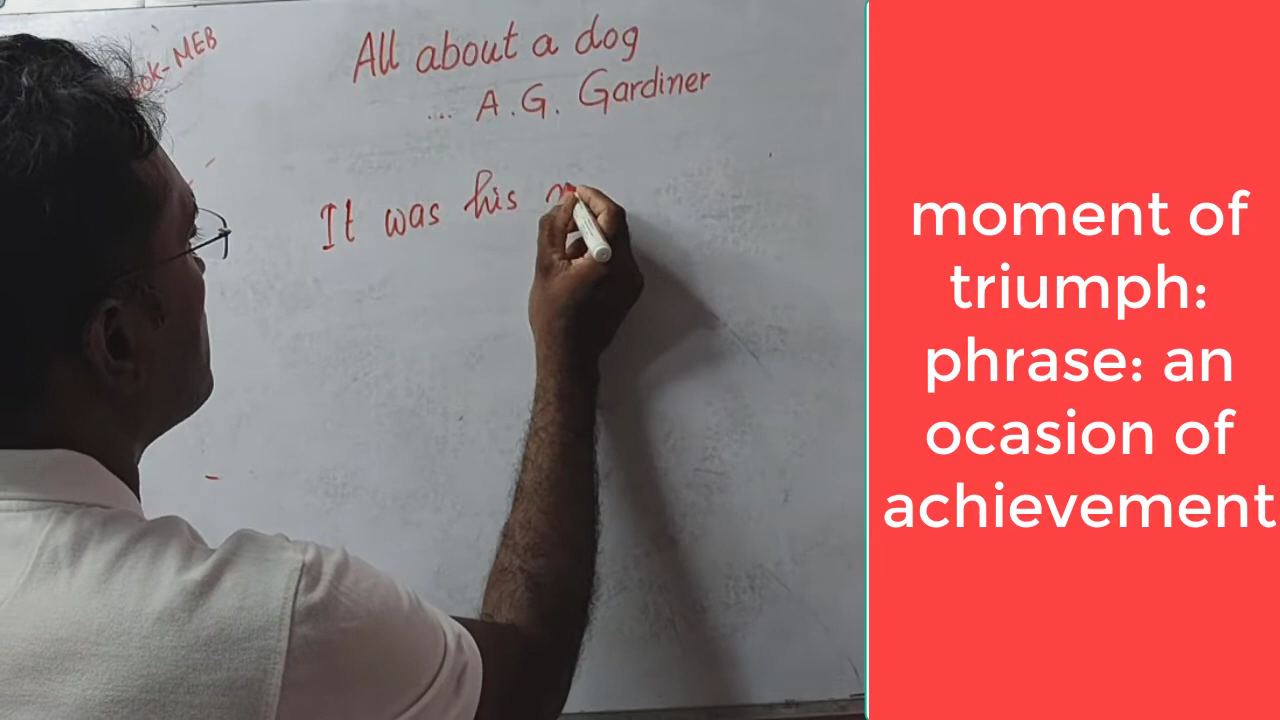 All about a dog
... A.G. Gardiner
It was his
moment of
triumph:
phrase: an
ocasion of
achievement